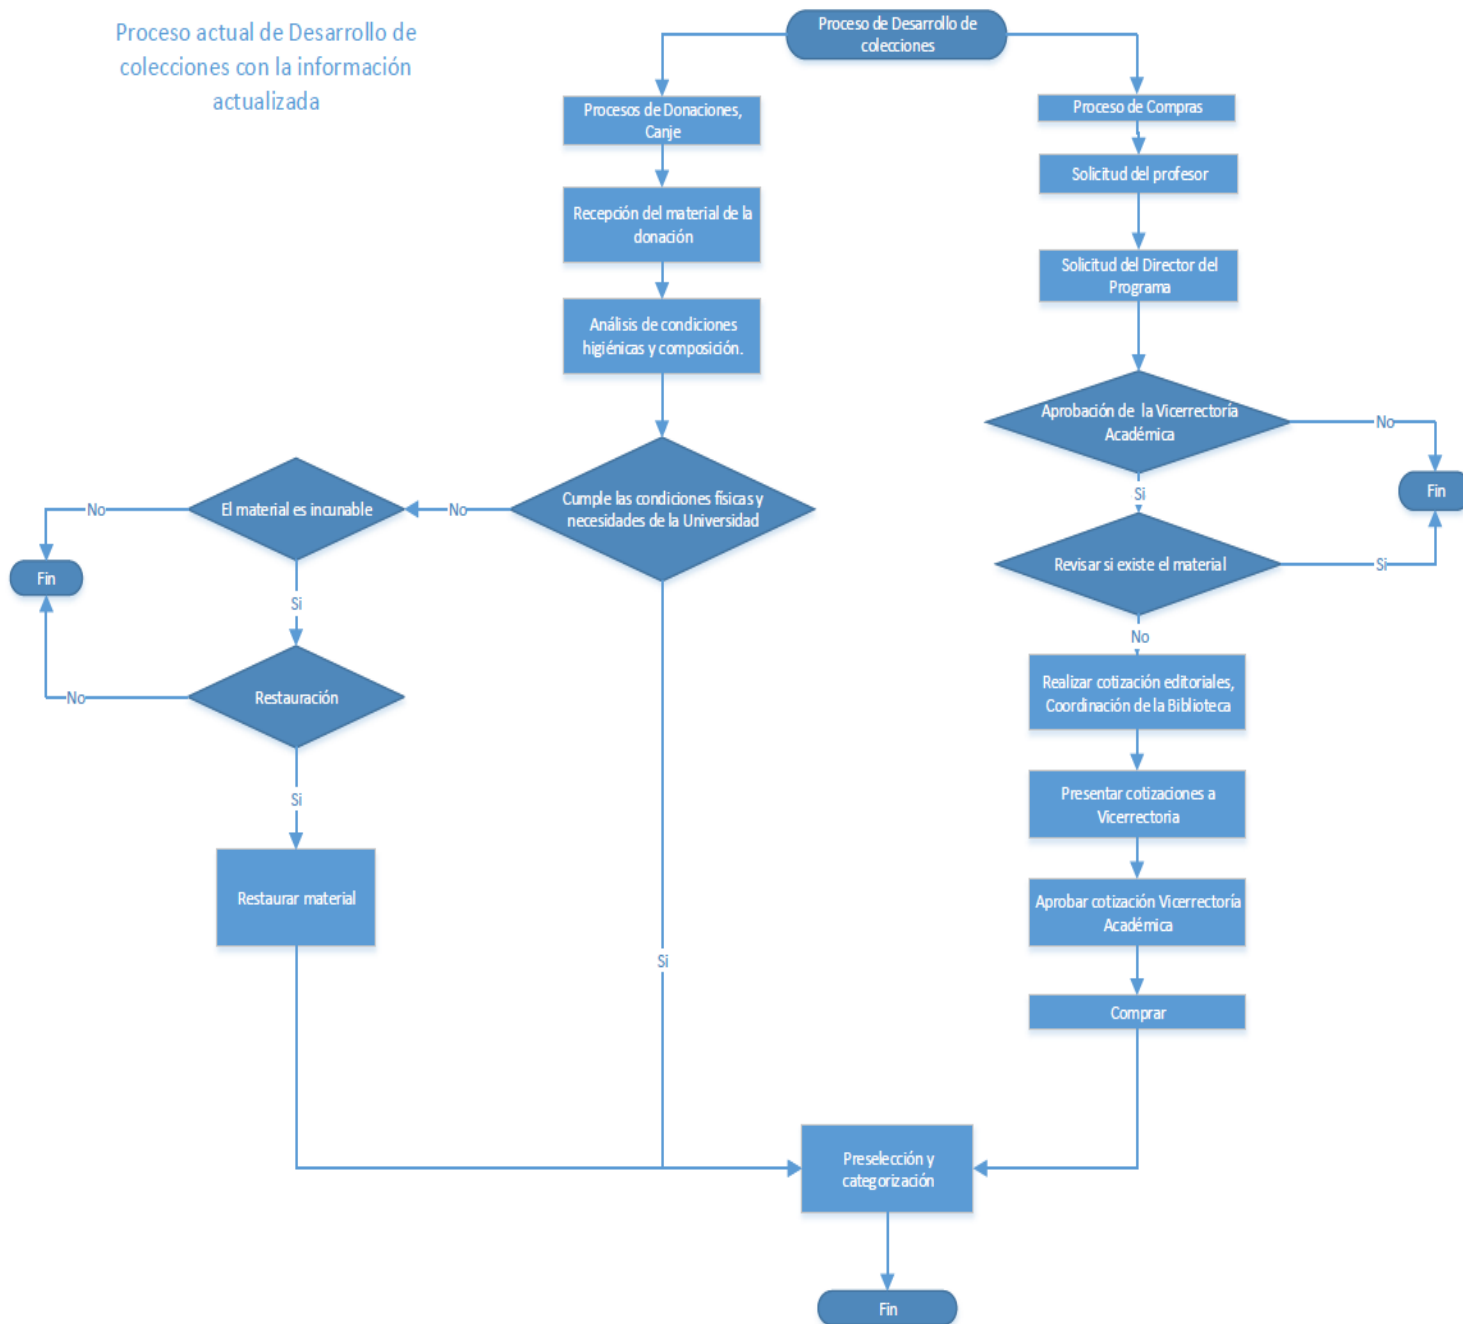 Proceso actual de Desarrollo de
colecciones con la información
actualizada
Proceso de Desarrollo de
colecciones
Procesos de Donaciones,
Canje
Recepción del material de la
donación
Análisis de condiciones
higiénicas y composición.
Cumple las condiciones físicas y
necesidades de la Universidad
No
El material es incunable
No
Fin
Si
Restauración
No
Si
Restaurar material
Si
Proceso de Compras
Solicitud del profesor
Solicitud del Director del
Programa
Aprobación de la Vicerrectoría
Académica
No
Fin
Si
Revisar si existe el material
Si
No
Realizar cotización editoriales,
Coordinación de la Biblioteca
Presentar cotizaciones a
Vicerrectoria
Aprobar cotización Vicerrectoría
Académica
Comprar
Preselección y
categorización
Fin